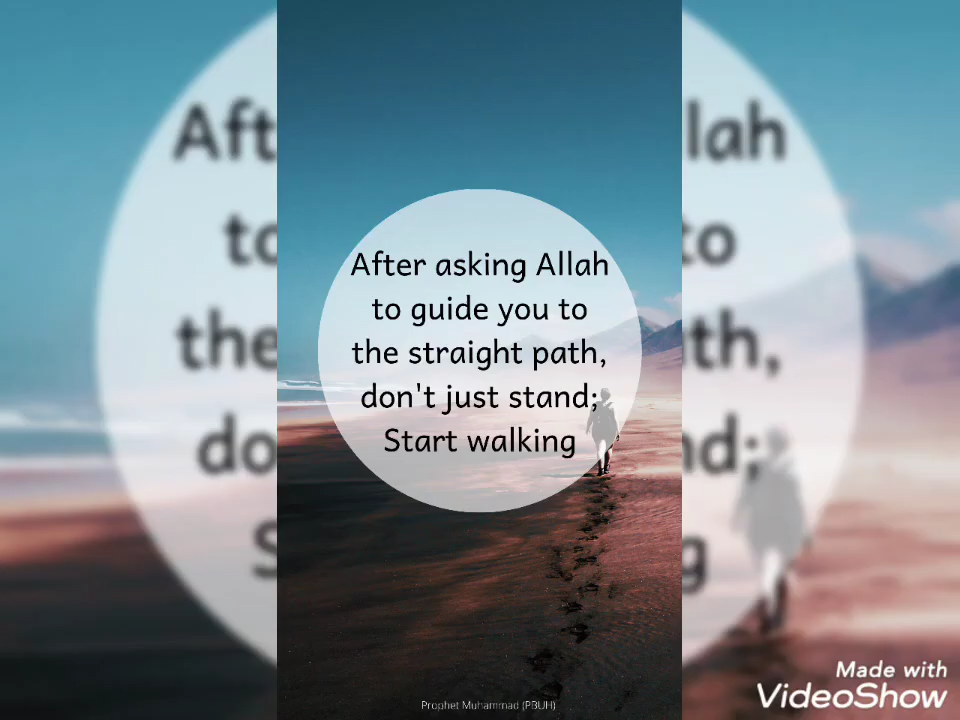 After asking Allah
to guide you to
the straight path,
don't just stand;
Start walking
Prophet Muhammad (PBUH)
Made with
VideoShow